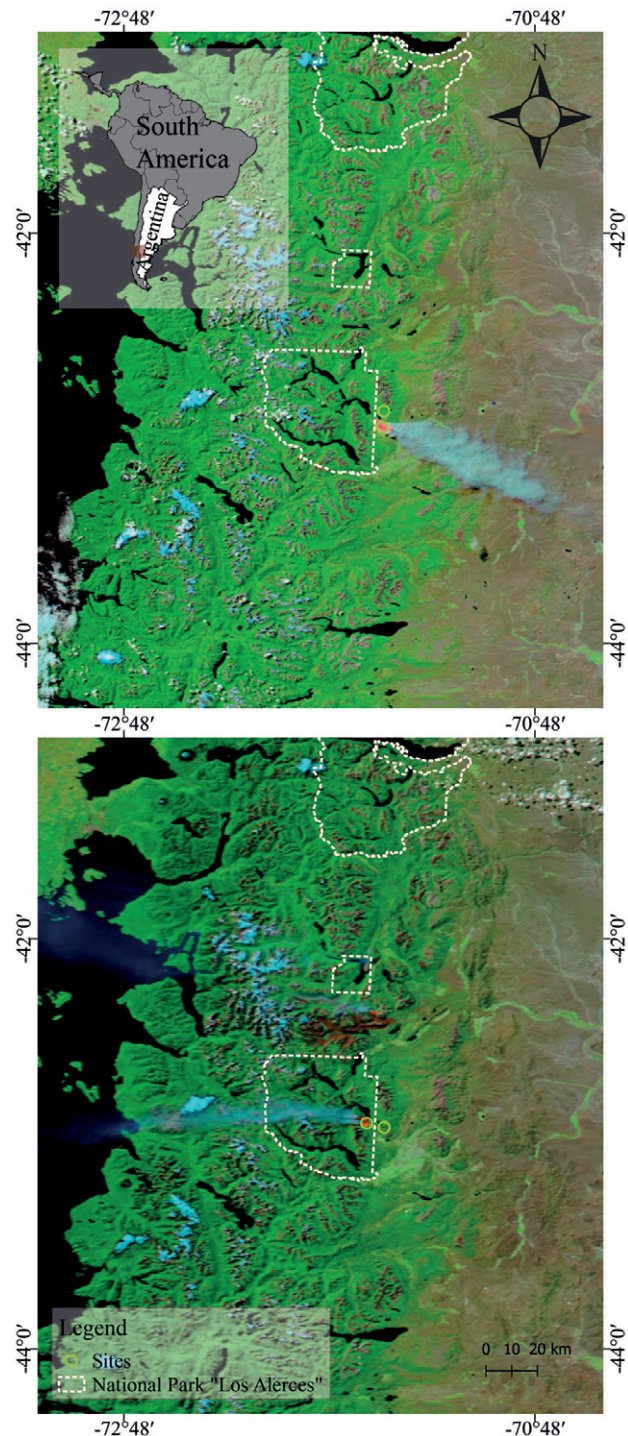 -72°48′ -70°48′
N
South
America
Argentina
-42°0′ -42°0′
-44°0′ -44°0′
-72°48′ -70°48′
-72°48′ -70°48′
-42°0′ -42°0′
-44°0′ -44°0′
Legend
Sites
National Park "Los Alerces"
0 10 20 km
-72°48′ -70°48′